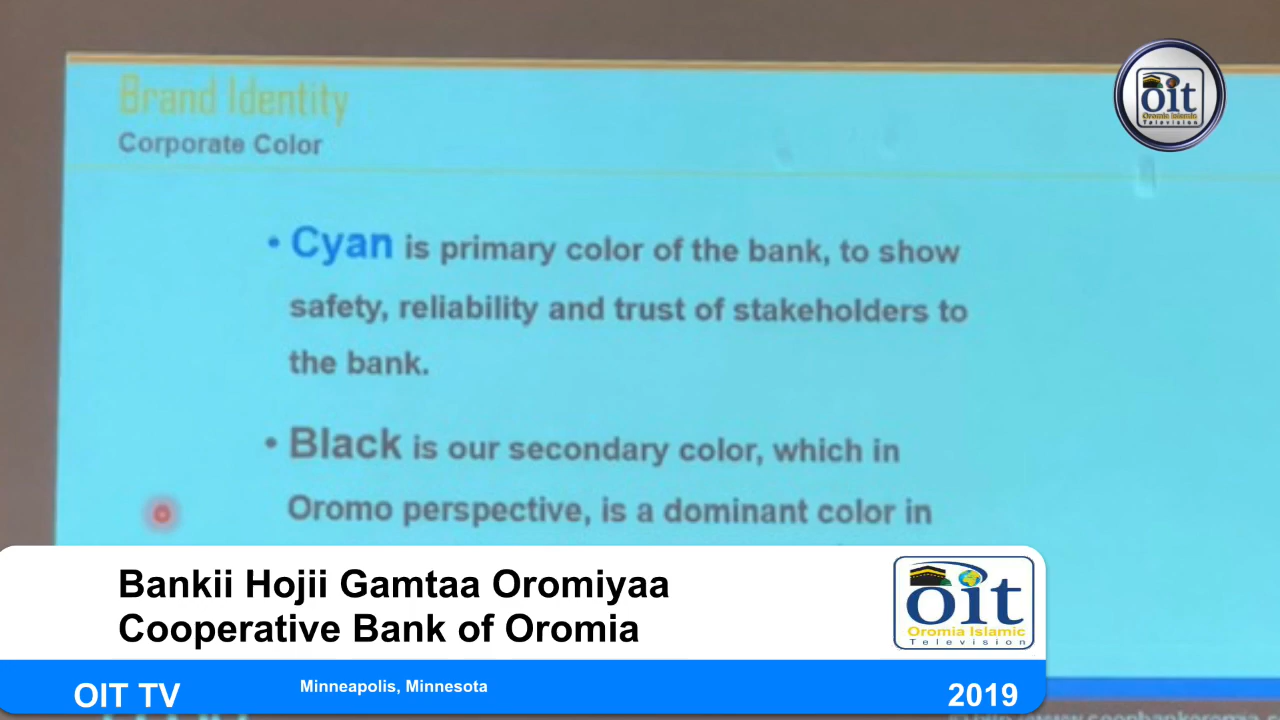 Brand Identity
Corporate Color
oit
Oromia Islamic
Television
• Cyan is primary color of the bank, to show
safety, reliability and trust of stakeholders to
the bank.
• Black is our secondary color, which in
Oromo perspective, is a dominant color in
Bankii Hojii Gamtaa Oromiyaa
Cooperative Bank of Oromia
oit
Oromia Islamic
Television
OIT TV
Minneapolis, Minnesota
2019